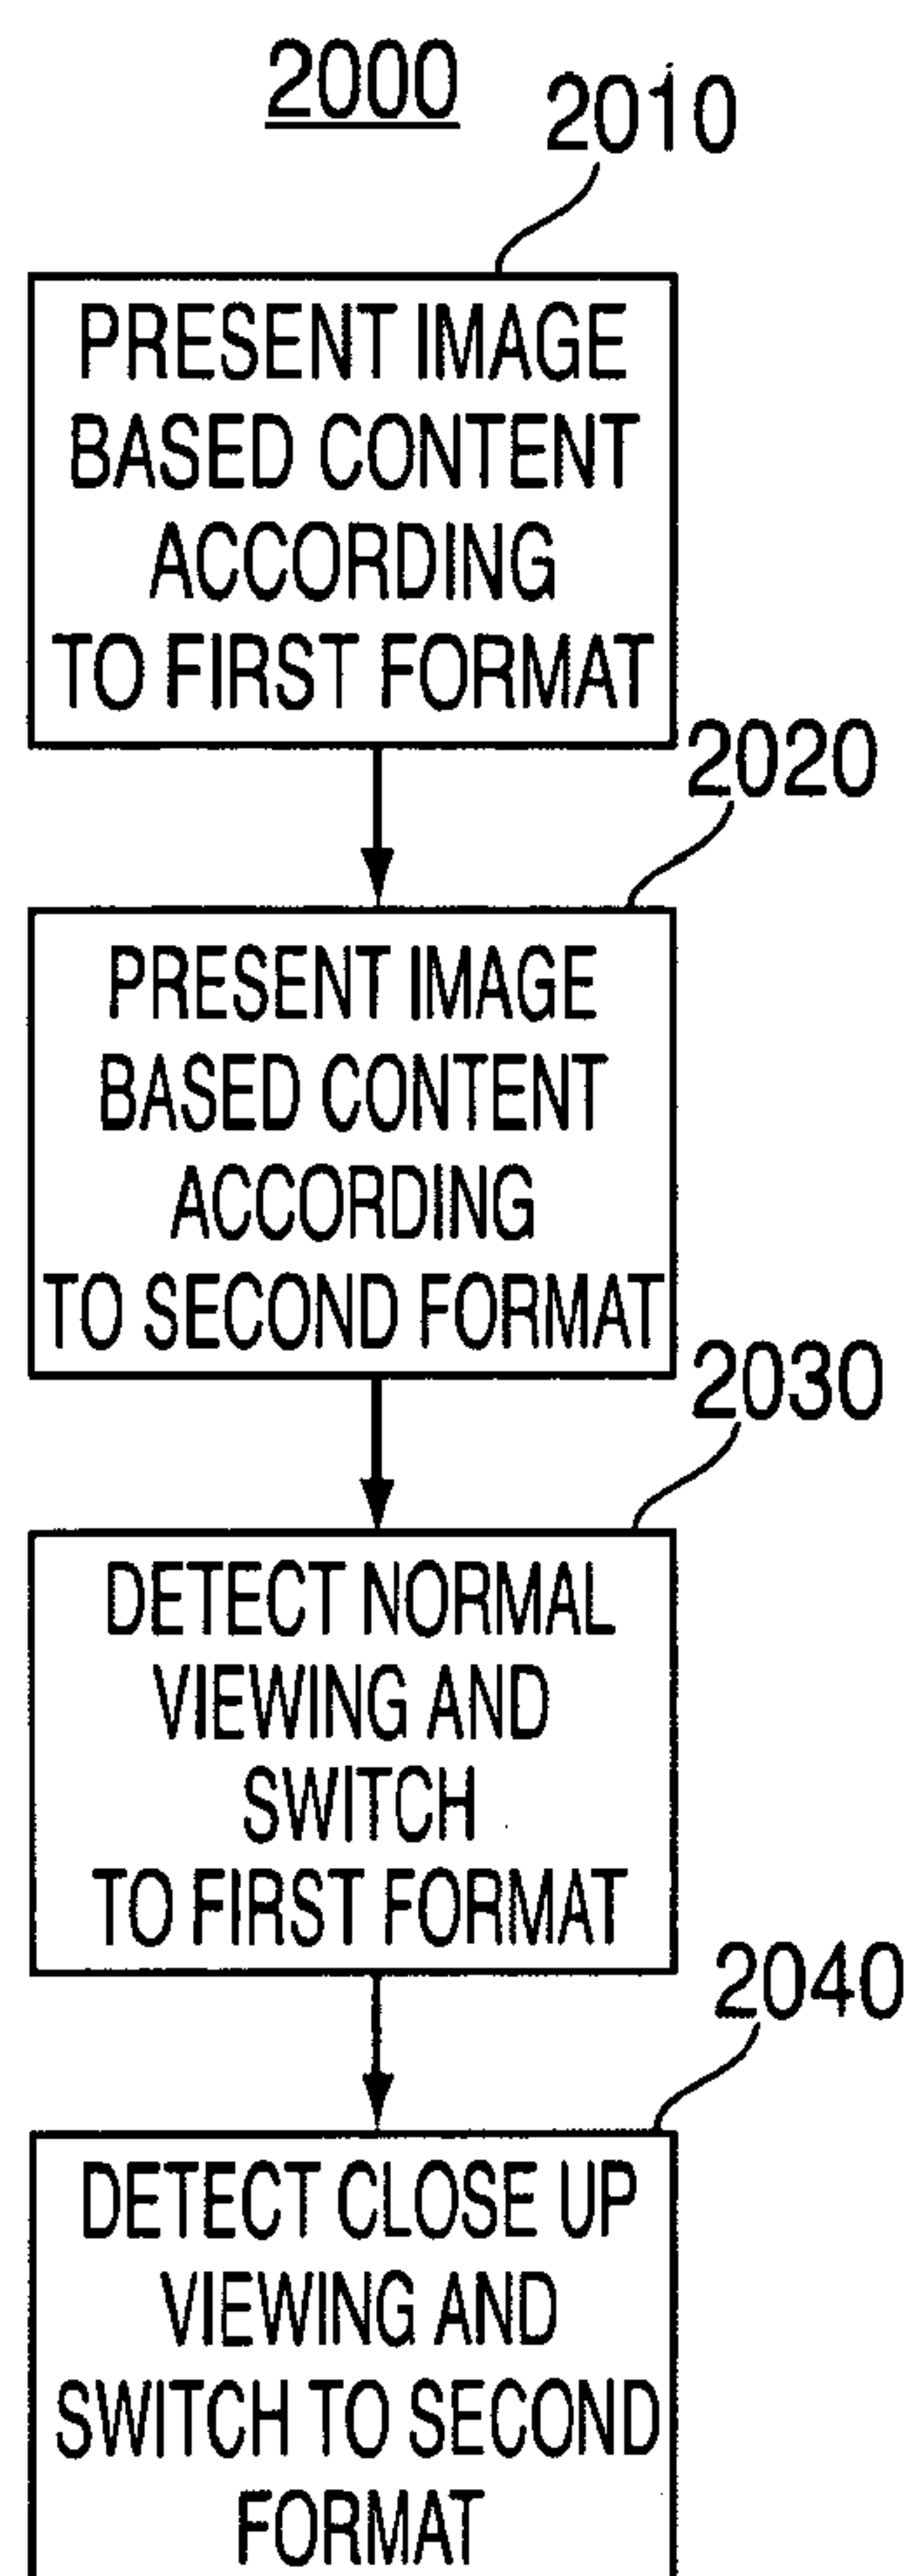 2000
2010
PRESENT IMAGE
BASED CONTENT
ACCORDING
TO FIRST FORMAT
2020
PRESENT IMAGE
BASED CONTENT
ACCORDING
TO SECOND FORMAT
2030
DETECT NORMAL
VIEWING AND
SWITCH
TO FIRST FORMAT
2040
DETECT CLOSE UP
VIEWING AND
SWITCH TO SECOND
FORMAT